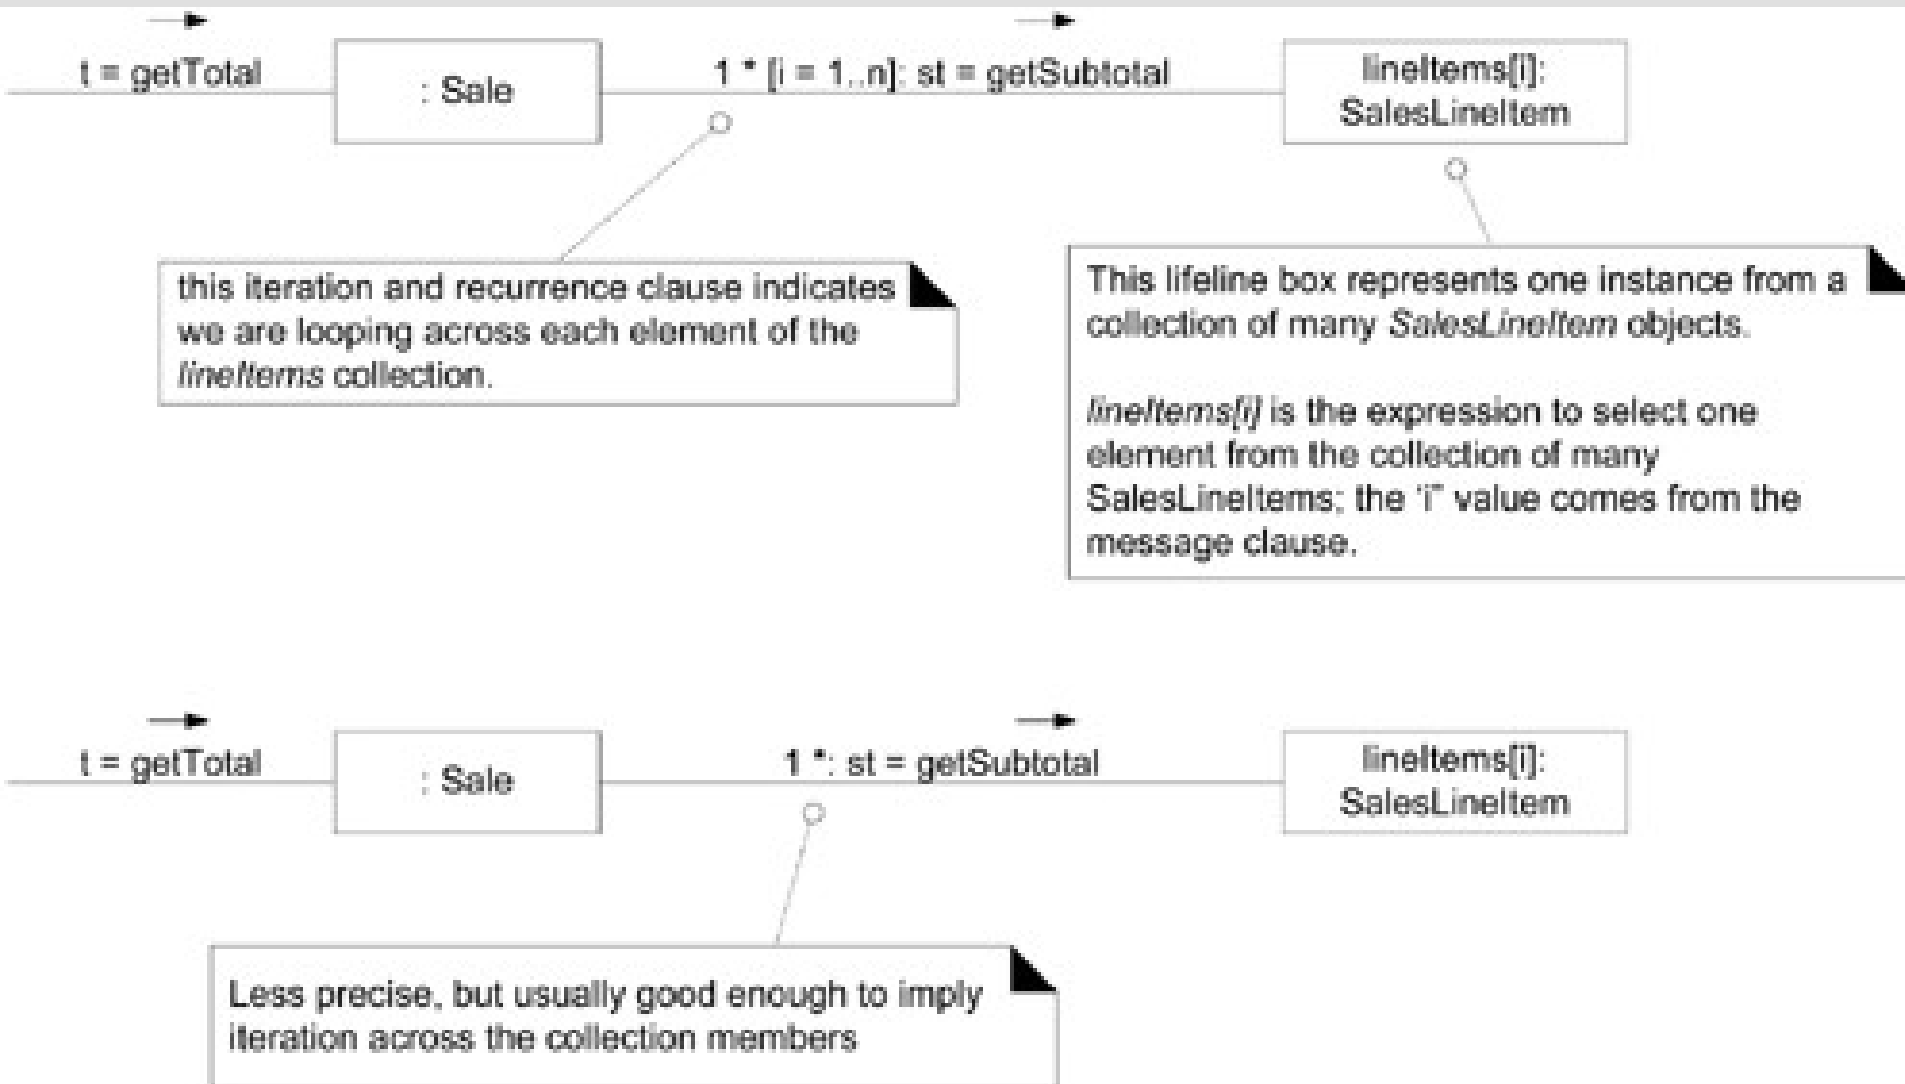 t = getTotal
: Sale
1 * [i = 1..n]: st = getSubtotal
lineItems[i]:
SalesLineItem
this iteration and recurrence clause indicates
we are looping across each element of the
lineItems collection.
This lifeline box represents one instance from a
collection of many SalesLineItem objects.
lineItems[i] is the expression to select one
element from the collection of many
SalesLineItems; the 'i" value comes from the
message clause.
t = getTotal
: Sale
1 *: st = getSubtotal
lineItems[i]:
SalesLineItem
Less precise, but usually good enough to imply
iteration across the collection members